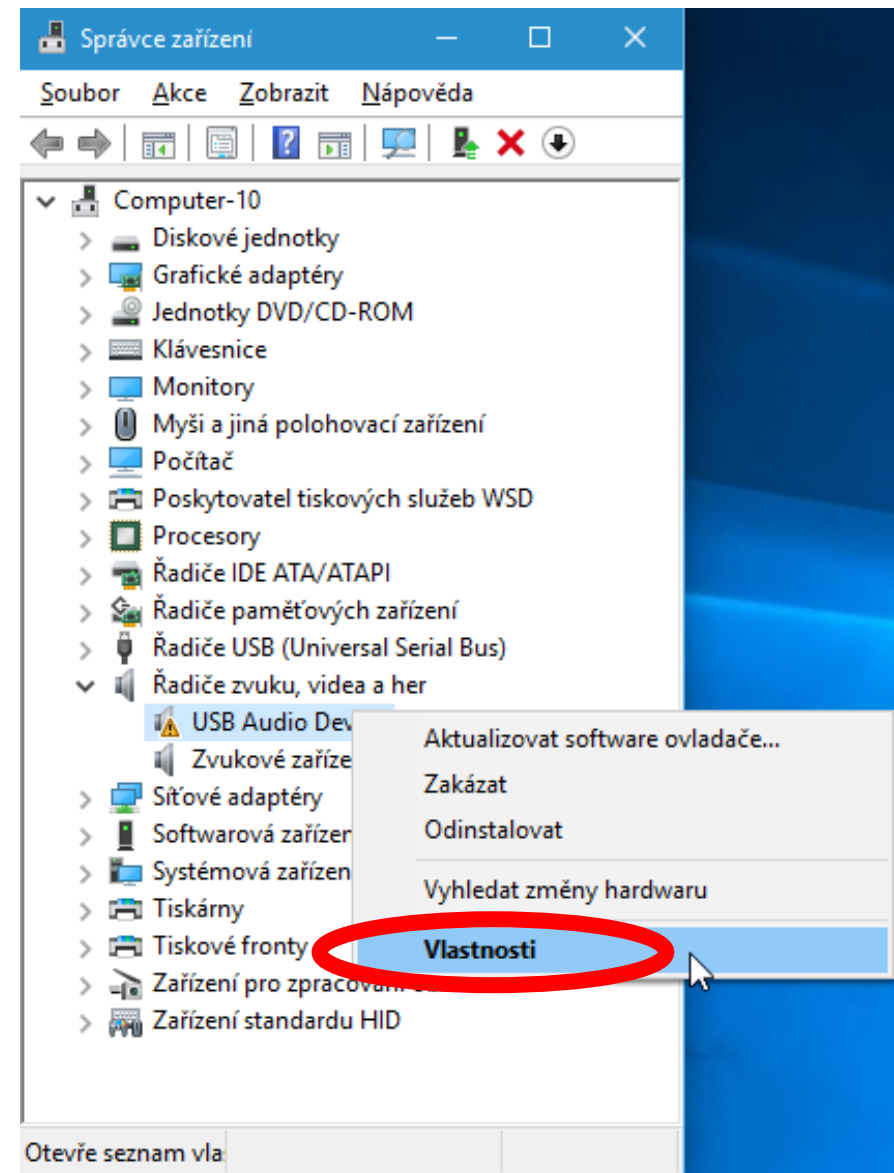 Správce zařízení
Soubor Akce Zobrazit Nápověda
Computer-10
Diskové jednotky
Grafické adaptéry
Jednotky DVD/CD-ROM
Klávesnice
Monitory
Myši a jiná polohovací zařízení
Počítač
Poskytovatel tiskových služeb WSD
Procesory
Řadiče IDE ATA/ATAPI
Řadiče paměťových zařízení
Řadiče USB (Universal Serial Bus)
Řadiče zvuku, videa a her
USB Audio Dev
Zvukové zaříze
Síťové adaptéry
Softwarová zařízen
Systémová zařízen
Tiskárny
Tiskové fronty
Zařízení pro
Zařízení standardu HID
Aktualizovat software ovladače...
Zakázat
Odinstalovat
Vyhledat změny hardwaru
Vlastnosti
Otevře seznam vla